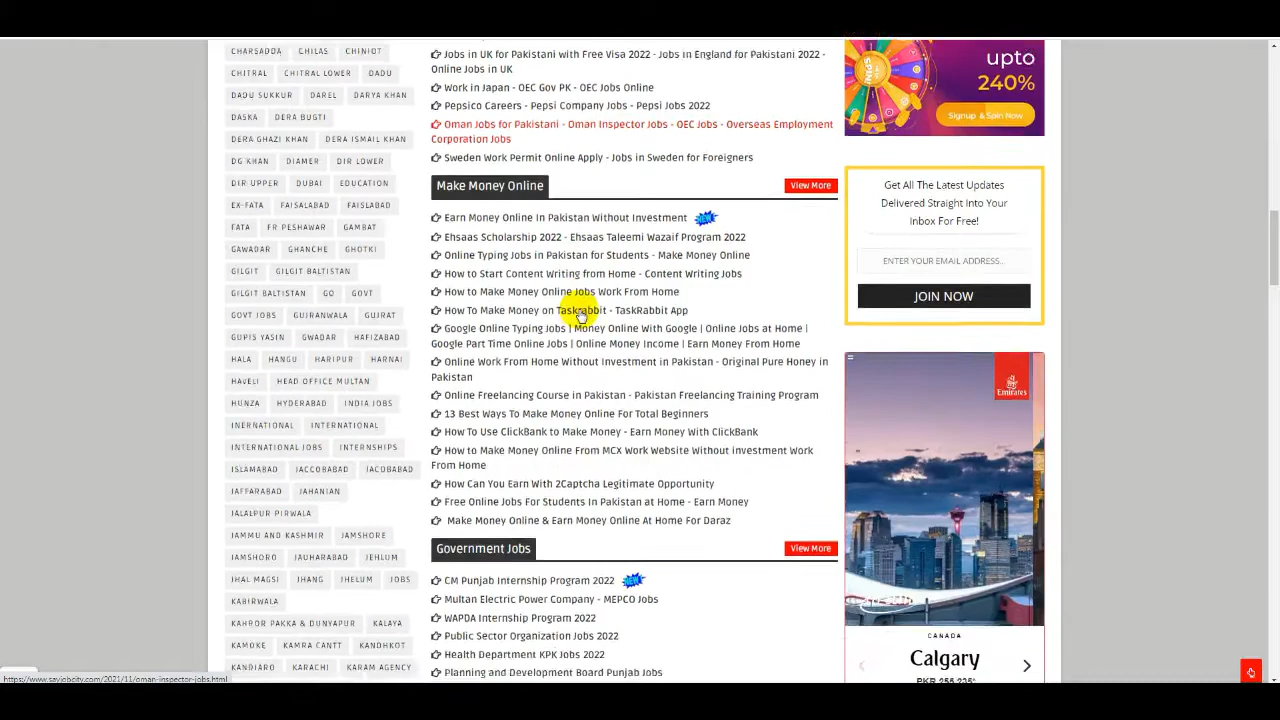 CHARSADDA CHILAS CHINIOT
CHITRAL CHITRAL LOWER DADU
DADU SUKKUR DAREL DARYA KHAN
DASKA DERA BUGTI
DERA GHAZI KHAN DERA ISMAIL KHAN
DG KHAN DIAMER DIR LOWER
DIR UPPER DUBAI EDUCATION
EX-FATA FAISALABAD FAISLABAD
FATA FR PESHAWAR GAMBAT
GAWADAR GHANCHE GHOTKI
GILGIT GILGIT BALTISTAN
GILGIT BALTISTAN GO GOVT
GOVT JOBS GUJRANWALA GUJRAT
GUPIS YASIN GWADAR HAFIZABAD
HALA HANGU HARIPUR HARNAI
HAVELI HEAD OFFICE MULTAN
HUNZA HYDERABAD INDIA JOBS
INERNATIONAL INTERNATIONAL
INTERNATIONAL JOBS INTERNSHIPS
ISLAMABAD JACCOBABAD JACOBABAD
JAFFARABAD JAHANIAN
JALALPUR PIRWALA
JAMMU AND KASHMIR JAMSHORE
JAMSHORO JAUHARABAD JEHLUM
JHAL MAGSI JHANG JHELUM JOBS
KABIRWALA
KAHROR PAKKA & DUNYAPUR KALAYA
KAMOKE KAMRA CANTT KANDHKOT
KANDIARO KARACHI KARAM AGENCY
Jobs in UK for Pakistani with Free Visa 2022 - Jobs in England for Pakistani 2022 -
Online Jobs in UK
Work in Japan - OEC Gov PK - OEC Jobs Online
Pepsico Careers - Pepsi Company Jobs - Pepsi Jobs 2022
Oman Jobs for Pakistani - Oman Inspector Jobs - OEC Jobs - Overseas Employment
Corporation Jobs
Sweden Work Permit Online Apply - Jobs in Sweden for Foreigners
Make Money Online View More
Earn Money Online In Pakistan Without Investment NEW
Ehsaas Scholarship 2022 - Ehsaas Taleemi Wazaif Program 2022
Online Typing Jobs in Pakistan for Students - Make Money Online
How to Start Content Writing from Home - Content Writing Jobs
How to Make Money Online Jobs Work From Home
How To Make Money on Taskrabbit - TaskRabbit App
Google Online Typing Jobs | Money Online With Google | Online Jobs at Home |
Google Part Time Online Jobs | Online Money Income | Earn Money From Home
Online Work From Home Without Investment in Pakistan - Original Pure Honey in
Pakistan
Online Freelancing Course in Pakistan - Pakistan Freelancing Training Program
13 Best Ways To Make Money Online For Total Beginners
How To Use ClickBank to Make Money - Earn Money With ClickBank
How to Make Money Online From MCX Work Website Without investment Work
From Home
How Can You Earn With 2Captcha Legitimate Opportunity
Free Online Jobs For Students In Pakistan at Home - Earn Money
Make Money Online & Earn Money Online At Home For Daraz
Government Jobs View More
CM Punjab Internship Program 2022 NEW
Multan Electric Power Company - MEPCO Jobs
WAPDA Internship Program 2022
Public Sector Organization Jobs 2022
Health Department KPK Jobs 2022
Planning and Development Board Punjab Jobs
SPIN
upto
240%
Signup & Spin Now
Get All The Latest Updates
Delivered Straight Into Your
Inbox For Free!
ENTER YOUR EMAIL ADDRESS...
JOIN NOW
Emirates
CANADA
Calgary
PKR 256,235*
https://www.sayjobcity.com/2021/11/oman-inspector-jobs.html